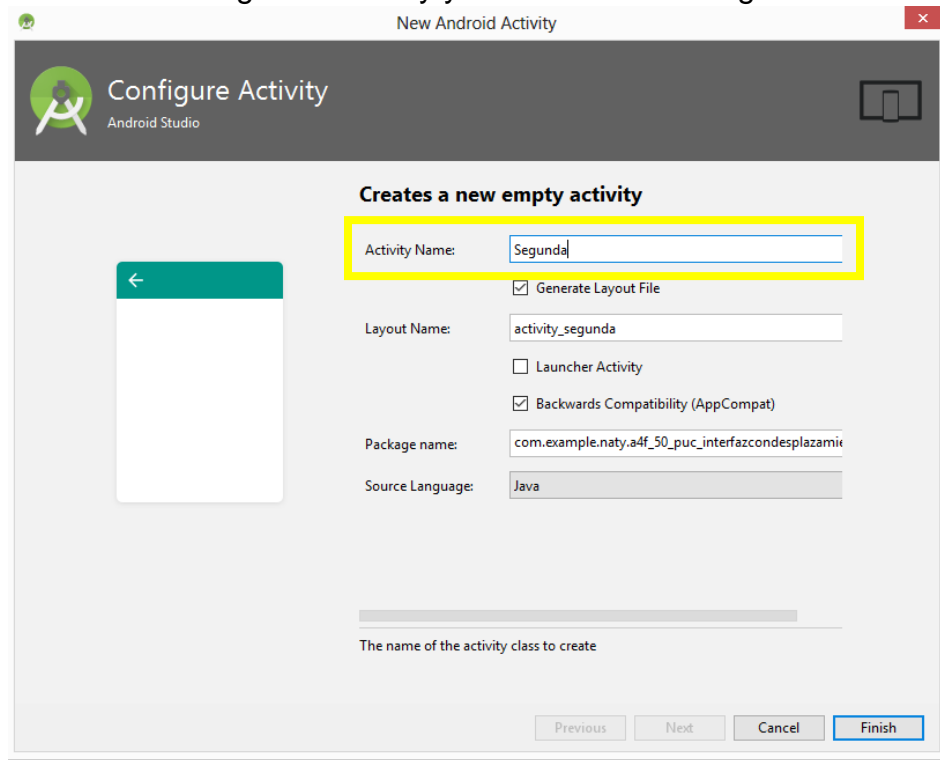 New Android Activity
Configure Activity
Android Studio
Creates a new empty activity
Activity Name: Segunda
Generate Layout File
Layout Name: activity_segunda
Launcher Activity
Backwards Compatibility (AppCompat)
Package name: com.example.naty.a4f_50_puc_interfazcondesplazamie
Source Language: Java
The name of the activity class to create
Previous Next Cancel Finish